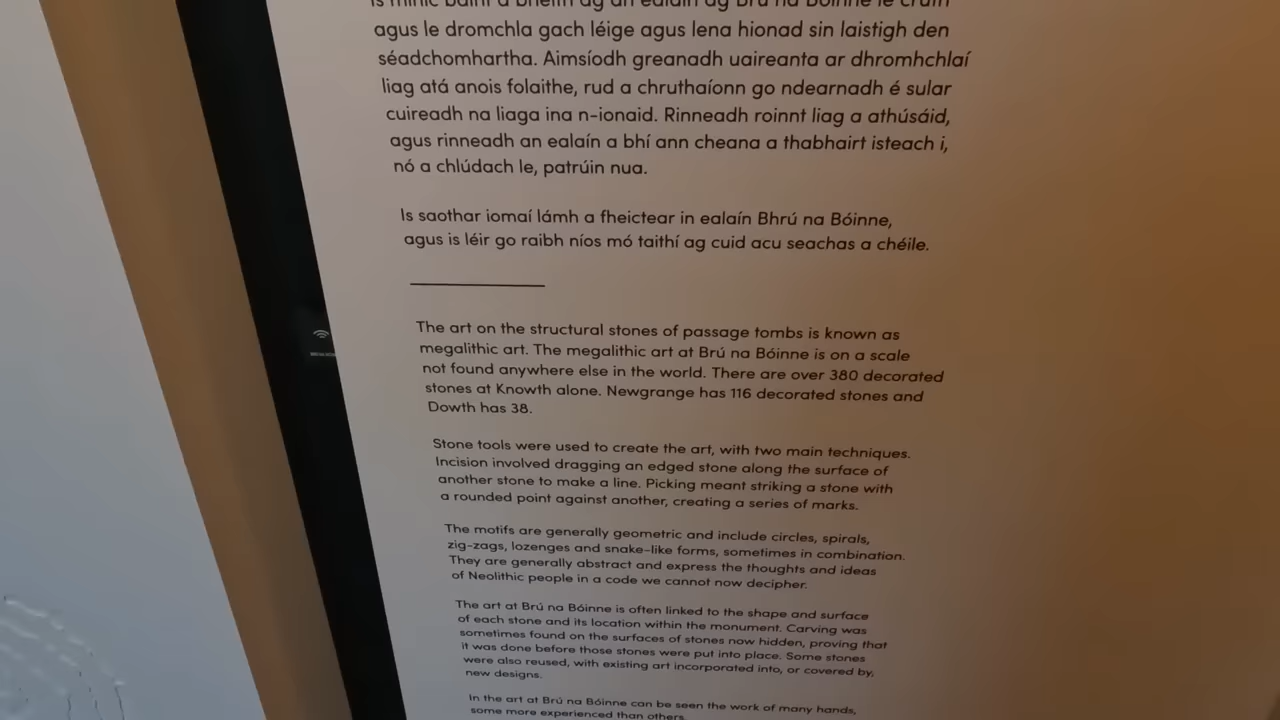 Is minic baint a bheith ag an ealaín ag Brú na Bóinne le cruth
agus le dromchla gach léige agus lena hionad sin laistigh den
séadchomhartha. Aimsíodh greanadh uaireanta ar dhromhchlaí
liag atá anois folaithe, rud a chruthaíonn go ndearnadh é sular
cuireadh na liaga ina n-ionaid. Rinneadh roinnt liag a athúsáid,
agus rinneadh an ealaín a bhí ann cheana a thabhairt isteach i,
nó a chlúdach le, patrúin nua.
Is saothar iomaí lámh a fheictear in ealaín Bhrú na Bóinne,
agus is léir go raibh níos mó taithí ag cuid acu seachas a chéile.
The art on the structural stones of passage tombs is known as
megalithic art. The megalithic art at Brú na Bóinne is on a scale
not found anywhere else in the world. There are over 380 decorated
stones at Knowth alone. Newgrange has 116 decorated stones and
Dowth has 38.
Stone tools were used to create the art, with two main techniques.
Incision involved dragging an edged stone along the surface of
another stone to make a line. Picking meant striking a stone with
a rounded point against another, creating a series of marks.
The motifs are generally geometric and include circles, spirals,
zig-zags, lozenges and snake-like forms, sometimes in combination.
They are generally abstract and express the thoughts and ideas
of Neolithic people in a code we cannot now decipher.
The art at Brú na Bóinne is often linked to the shape and surface
of each stone and its location within the monument. Carving was
sometimes found on the surfaces of stones now hidden, proving that
it was done before those stones were put into place. Some stones
were also reused, with existing art incorporated into, or covered by,
new designs.
In the art at Brú na Bóinne can be seen the work of many hands,
some more experienced than others.